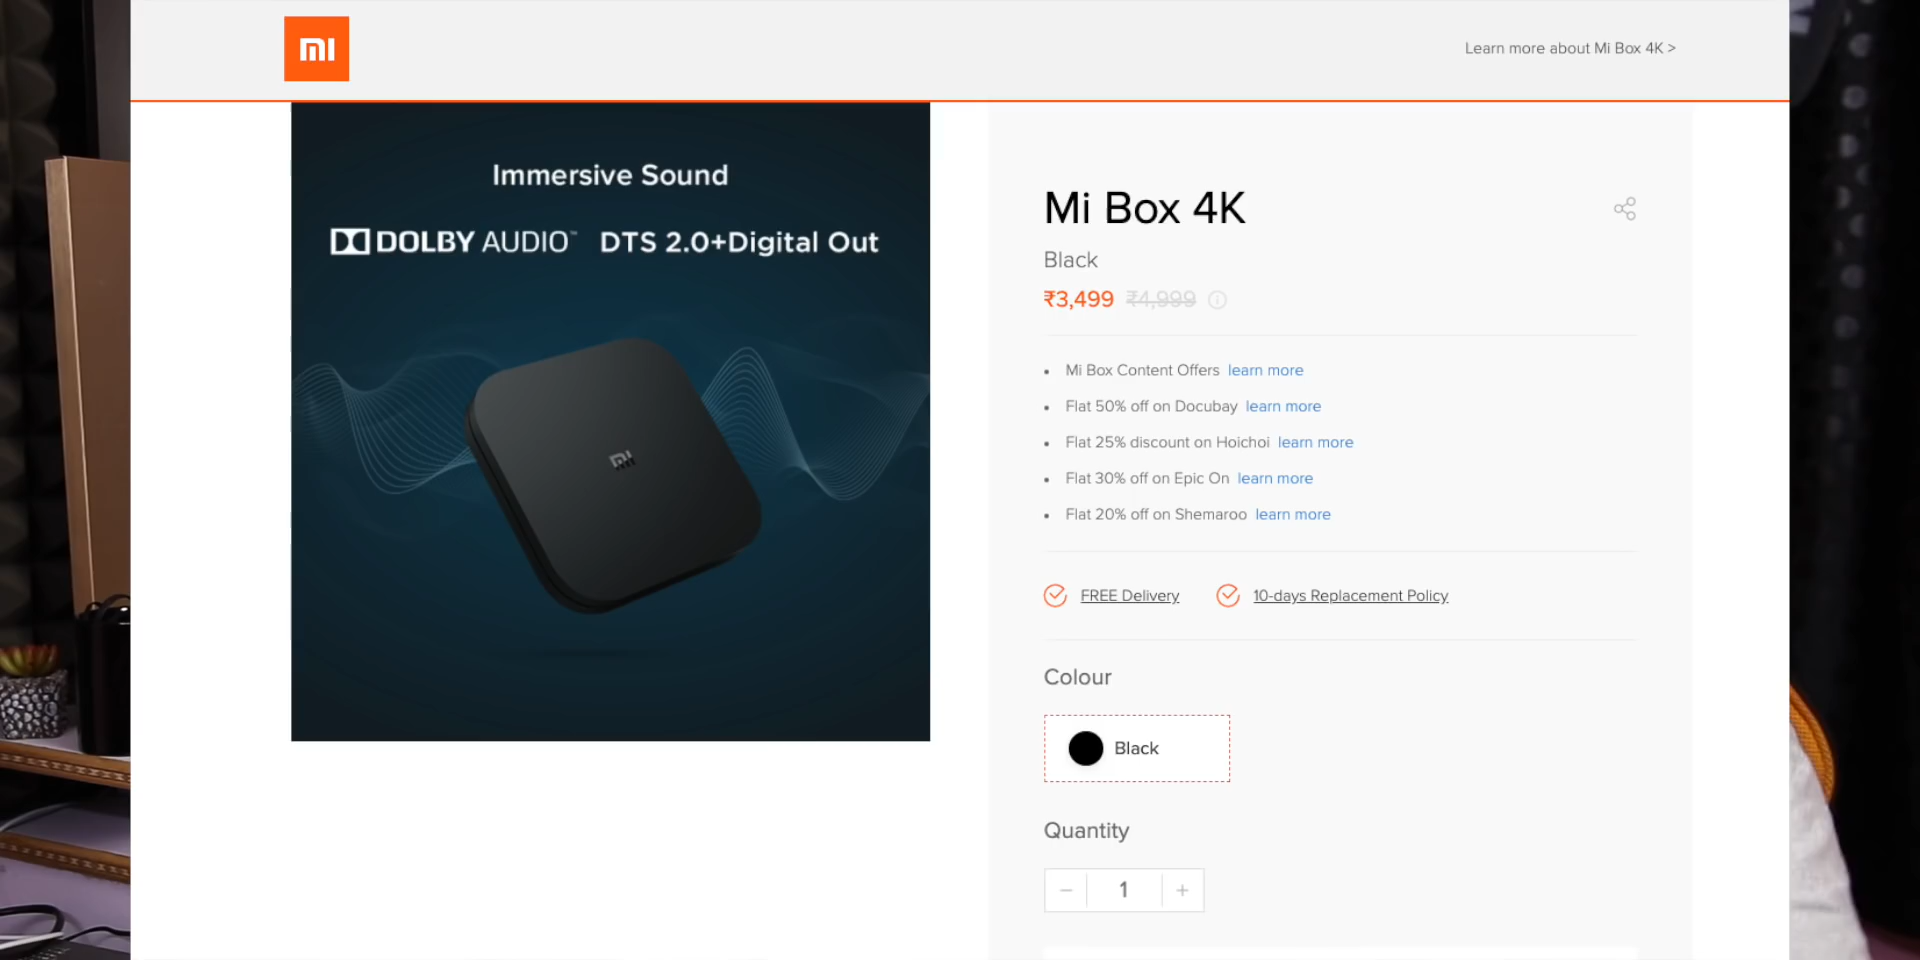 mi
Learn more about Mi Box 4K >
Immersive Sound
DOLBY AUDIO™ DTS 2.0+Digital Out
mi
Mi Box 4K
Black
₹3,499 ₹4,999
Mi Box Content Offers learn more
Flat 50% off on Docubay learn more
Flat 25% discount on Hoichoi learn more
Flat 30% off on Epic On learn more
Flat 20% off on Shemaroo learn more
FREE Delivery 10-days Replacement Policy
Colour
Black
Quantity
− 1 +